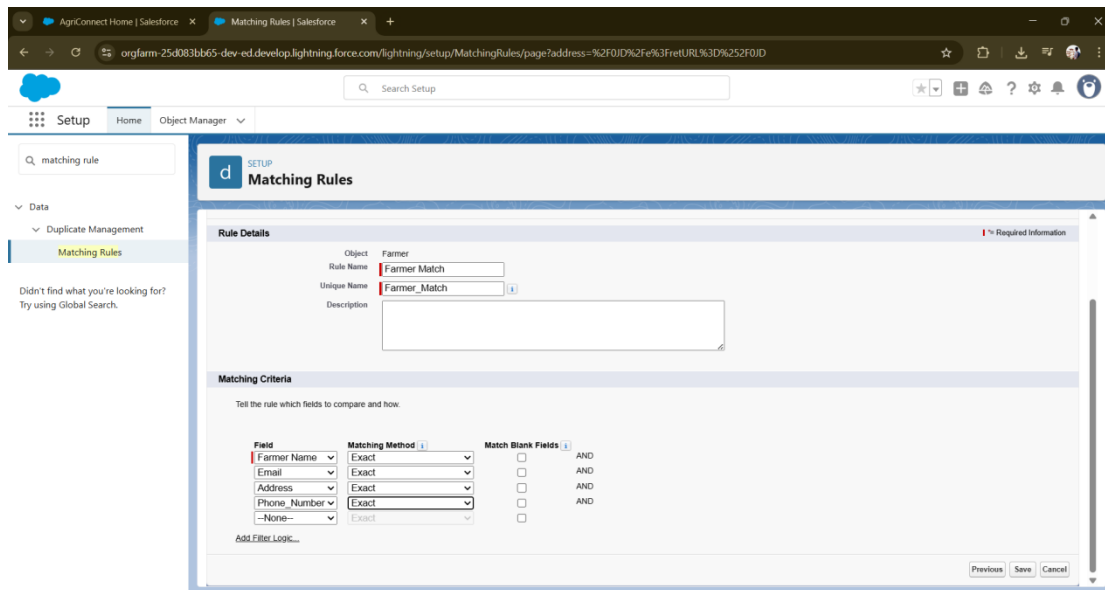 AgriConnect Home | Salesforce
Matching Rules | Salesforce
orgfarm-25d083bb65-dev-ed.develop.lightning.force.com/lightning/setup/MatchingRules/page?address=%2F0JD%2Fe%3FretURL%3D%252F0JD
Search Setup
Setup Home Object Manager
matching rule
SETUP
d Matching Rules
Data
Duplicate Management
Matching Rules
Didn't find what you're looking for?
Try using Global Search.
Rule Details
= Required Information
Object Farmer
Rule Name Farmer Match
Unique Name Farmer_Match
Description
Matching Criteria
Tell the rule which fields to compare and how.
Field Matching Method Match Blank Fields
Farmer Name Exact AND
Email Exact AND
Address Exact AND
Phone_Number Exact AND
--None-- Exact
Add Filter Logic...
Previous Save Cancel